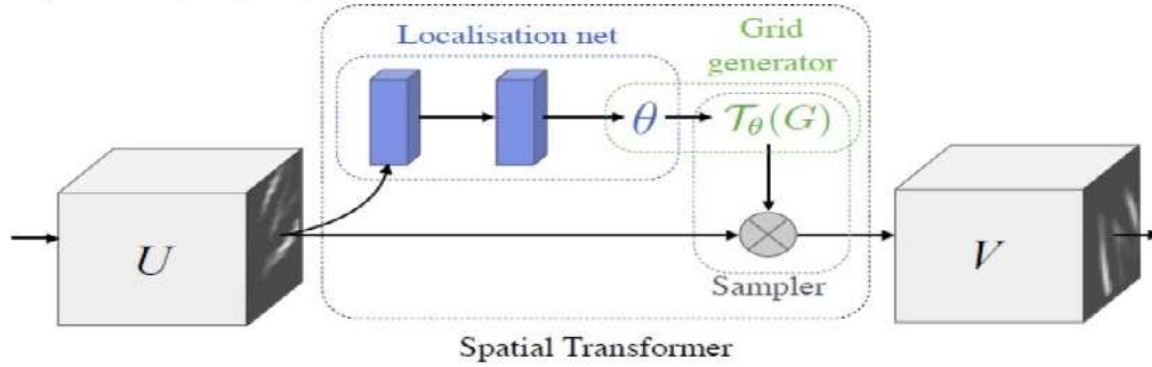 Localisation net
Grid
generator
θ
𝒯θ(G)
U
V
Sampler
Spatial Transformer